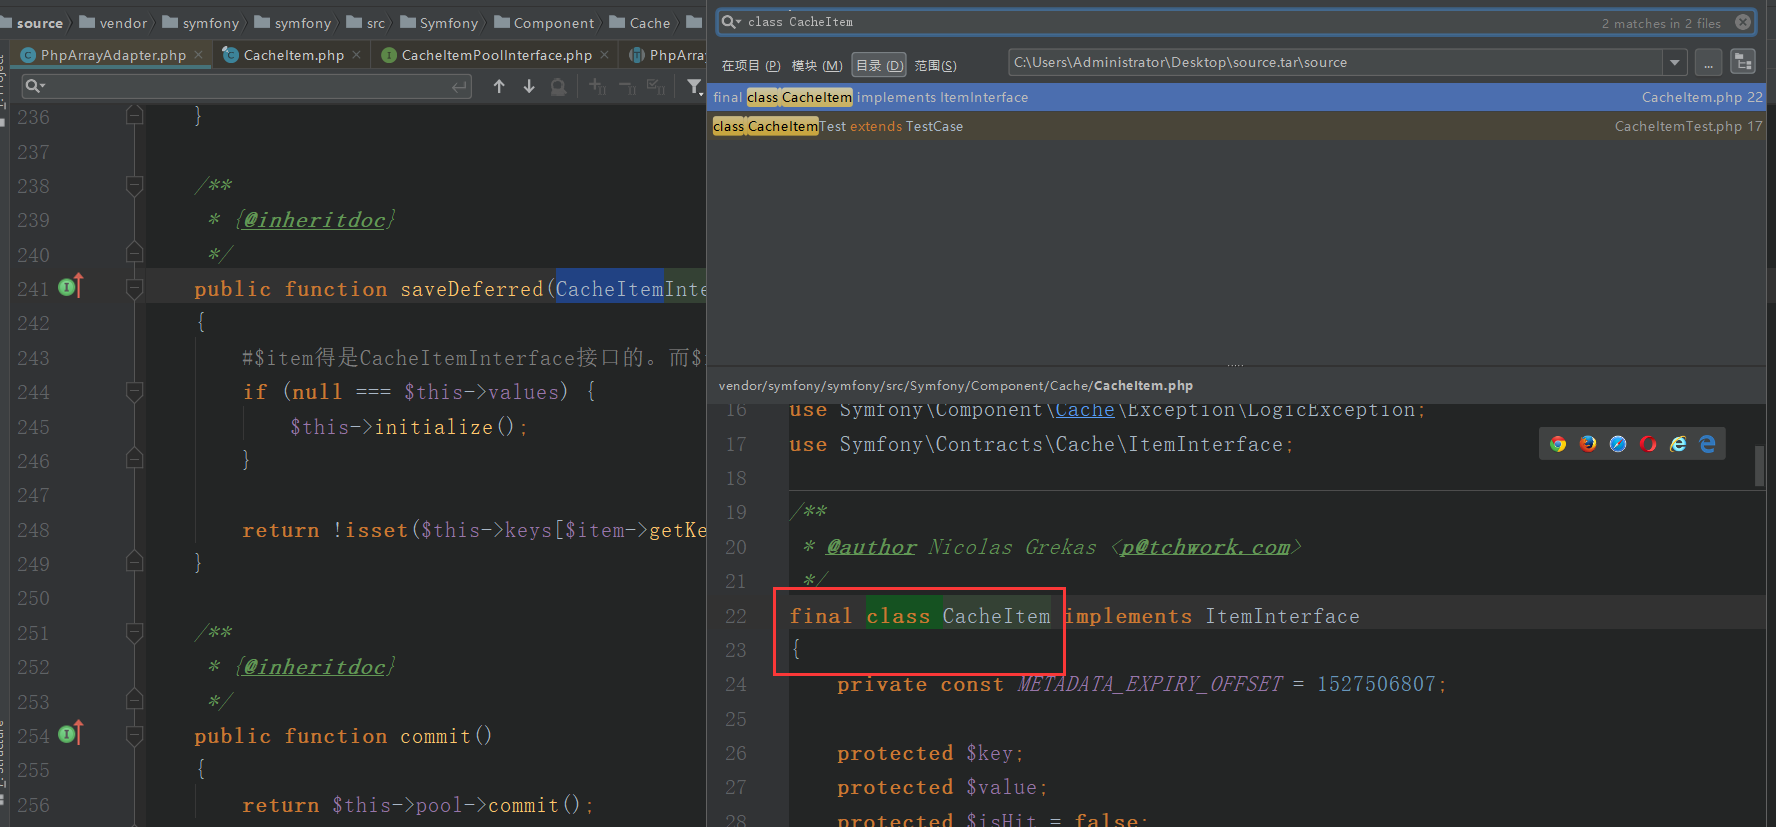 source vendor symfony symfony src Symfony Component Cache
PhpArrayAdapter.php × CacheItem.php × CacheItemPoolInterface.php × PhpArray
236 }
237
238 /**
239 * {@inheritdoc}
240 */
241 public function saveDeferred(CacheItemInte
242 {
243 #$item得是CacheItemInterface接口的。而$
244 if (null === $this->values) {
245 $this->initialize();
246 }
247
248 return !isset($this->keys[$item->getKe
249 }
250
251 /**
252 * {@inheritdoc}
253 */
254 public function commit()
255 {
256 return $this->pool->commit();
class CacheItem
2 matches in 2 files
在项目 (P) 模块 (M) 目录 (D) 范围(S) C:\Users\Administrator\Desktop\source.tar\source ...
final class CacheItem implements ItemInterface CacheItem.php 22
class CacheItemTest extends TestCase CacheItemTest.php 17
vendor/symfony/symfony/src/Symfony/Component/Cache/CacheItem.php
16 use Symfony\Component\Cache\Exception\LogicException;
17 use Symfony\Contracts\Cache\ItemInterface;
18
19 /**
20 * @author Nicolas Grekas <p@tchwork.com>
21 */
22 final class CacheItem implements ItemInterface
23 {
24 private const METADATA_EXPIRY_OFFSET = 1527506807;
25
26 protected $key;
27 protected $value;
28 protected $isHit = false;